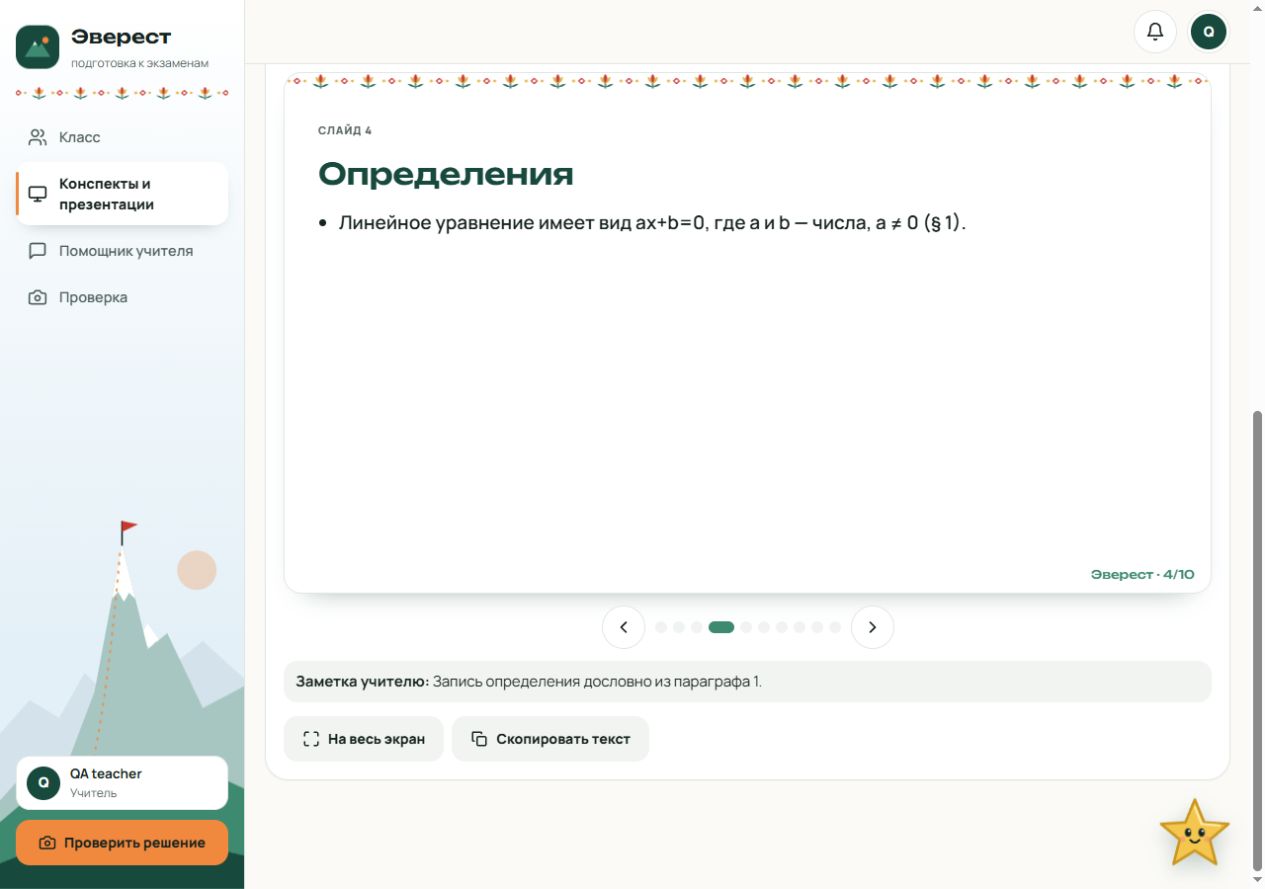 Эверест
подготовка к экзаменам
Класс
Конспекты и
презентации
Помощник учителя
Проверка
QA teacher
Q
Учитель
Проверить решение
Q
СЛАЙД 4
Определения
• Линейное уравнение имеет вид ax+b=0, где a и b — числа, a ≠ 0 (§ 1).
Эверест · 4/10
Заметка учителю: Запись определения дословно из параграфа 1.
На весь экран
Скопировать текст